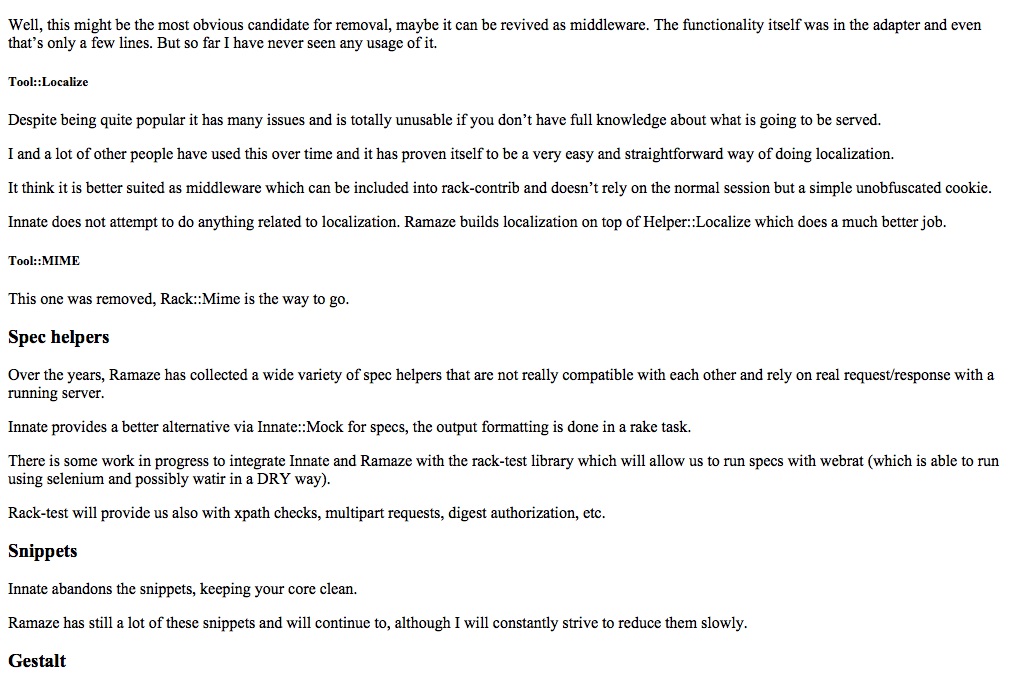 Well, this might be the most obvious candidate for removal, maybe it can be revived as middleware. The functionality itself was in the adapter and even
that’s only a few lines. But so far I have never seen any usage of it.
Tool::Localize
Despite being quite popular it has many issues and is totally unusable if you don’t have full knowledge about what is going to be served.
I and a lot of other people have used this over time and it has proven itself to be a very easy and straightforward way of doing localization.
It think it is better suited as middleware which can be included into rack-contrib and doesn’t rely on the normal session but a simple unobfuscated cookie.
Innate does not attempt to do anything related to localization. Ramaze builds localization on top of Helper::Localize which does a much better job.
Tool::MIME
This one was removed, Rack::Mime is the way to go.
Spec helpers
Over the years, Ramaze has collected a wide variety of spec helpers that are not really compatible with each other and rely on real request/response with a
running server.
Innate provides a better alternative via Innate::Mock for specs, the output formatting is done in a rake task.
There is some work in progress to integrate Innate and Ramaze with the rack-test library which will allow us to run specs with webrat (which is able to run
using selenium and possibly watir in a DRY way).
Rack-test will provide us also with xpath checks, multipart requests, digest authorization, etc.
Snippets
Innate abandons the snippets, keeping your core clean.
Ramaze has still a lot of these snippets and will continue to, although I will constantly strive to reduce them slowly.
Gestalt